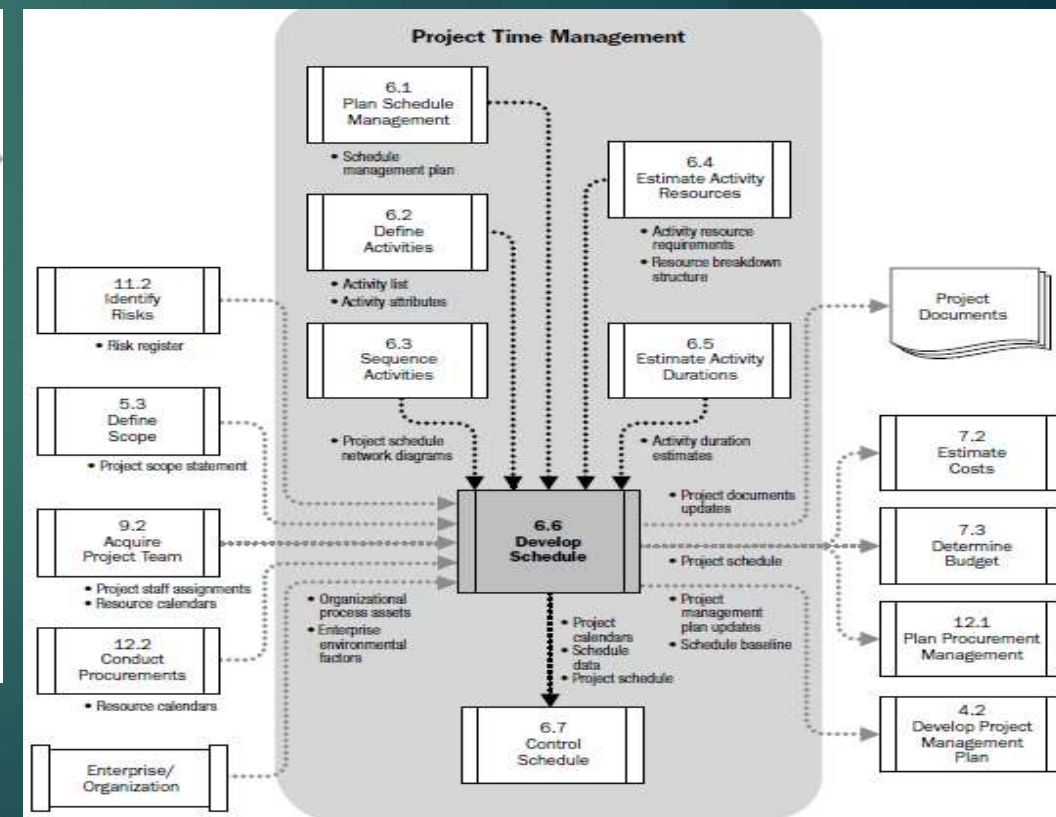 Project Time Management
6.1
Plan Schedule
Management
• Schedule
management plan
6.2
Define
Activities
• Activity list
• Activity attributes
6.3
Sequence
Activities
• Project schedule
network diagrams
6.4
Estimate Activity
Resources
• Activity resource
requirements
• Resource breakdown
structure
6.5
Estimate Activity
Durations
• Activity duration
estimates
11.2
Identify
Risks
• Risk register
5.3
Define
Scope
• Project scope statement
9.2
Acquire
Project Team
• Project staff assignments
• Resource calendars
12.2
Conduct
Procurements
• Resource calendars
Enterprise/
Organization
• Organizational
process assets
• Enterprise
environmental
factors
6.6
Develop
Schedule
• Project documents
updates
• Project schedule
• Project
management
plan updates
• Schedule baseline
• Project
calendars
• Schedule
data
• Project schedule
6.7
Control
Schedule
Project
Documents
7.2
Estimate
Costs
7.3
Determine
Budget
12.1
Plan Procurement
Management
4.2
Develop Project
Management
Plan